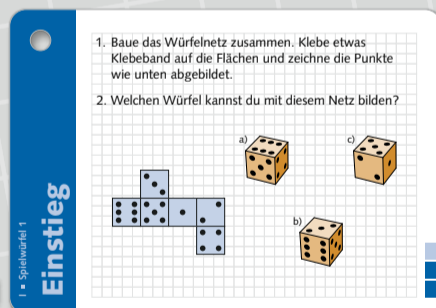 1. Baue das Würfelnetz zusammen. Klebe etwas
Klebeband auf die Flächen und zeichne die Punkte
wie unten abgebildet.
2. Welchen Würfel kannst du mit diesem Netz bilden?
a)
c)
b)
I ▪ Spielwürfel 1
Einstieg